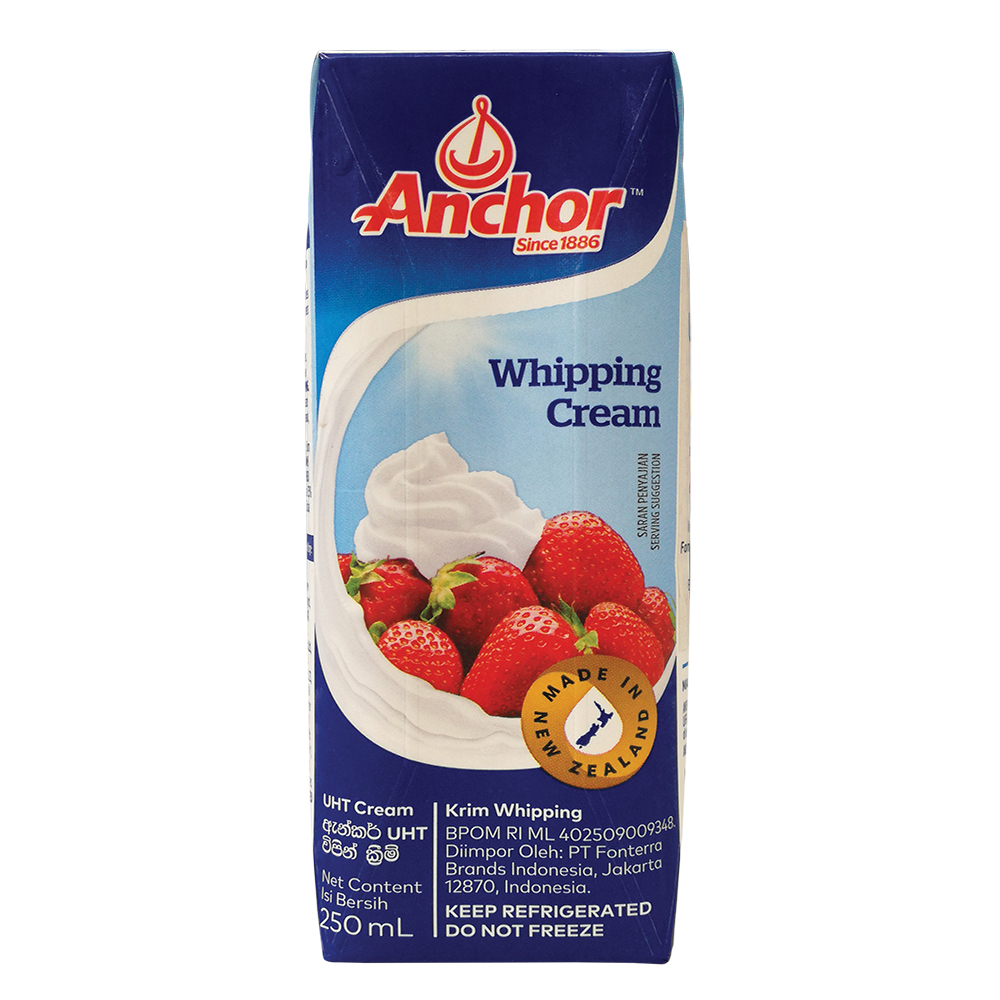 Anchor™
Since 1886
Whipping
Cream
SARAN PENYAJIAN
SERVING SUGGESTION
MADE IN
NEW ZEALAND
UHT Cream
ඇන්කර් UHT
විපින් ක්‍රීම්
Net Content
Isi Bersih
250 mL
Krim Whipping
BPOM RI ML 402509009348.
Diimpor Oleh: PT Fonterra
Brands Indonesia, Jakarta
12870, Indonesia.
KEEP REFRIGERATED
DO NOT FREEZE